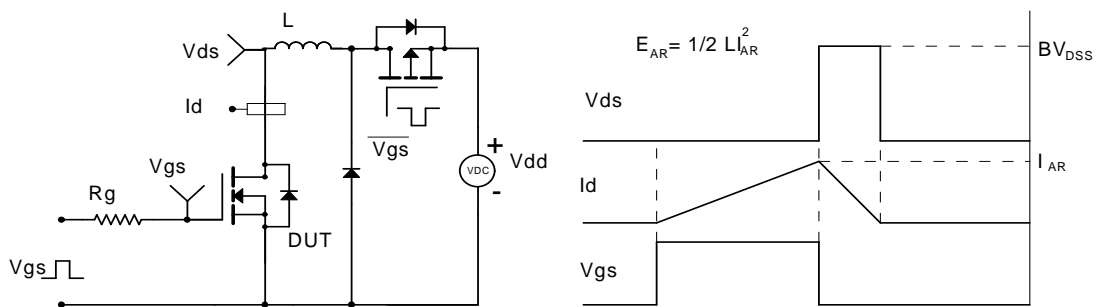 L
Vds
Id
Vgs
Vgs
Rg
DUT
Vgs
+
VDC
-
Vdd
E_AR= 1/2 LI²_AR
BV_DSS
Vds
I_AR
Id
Vgs